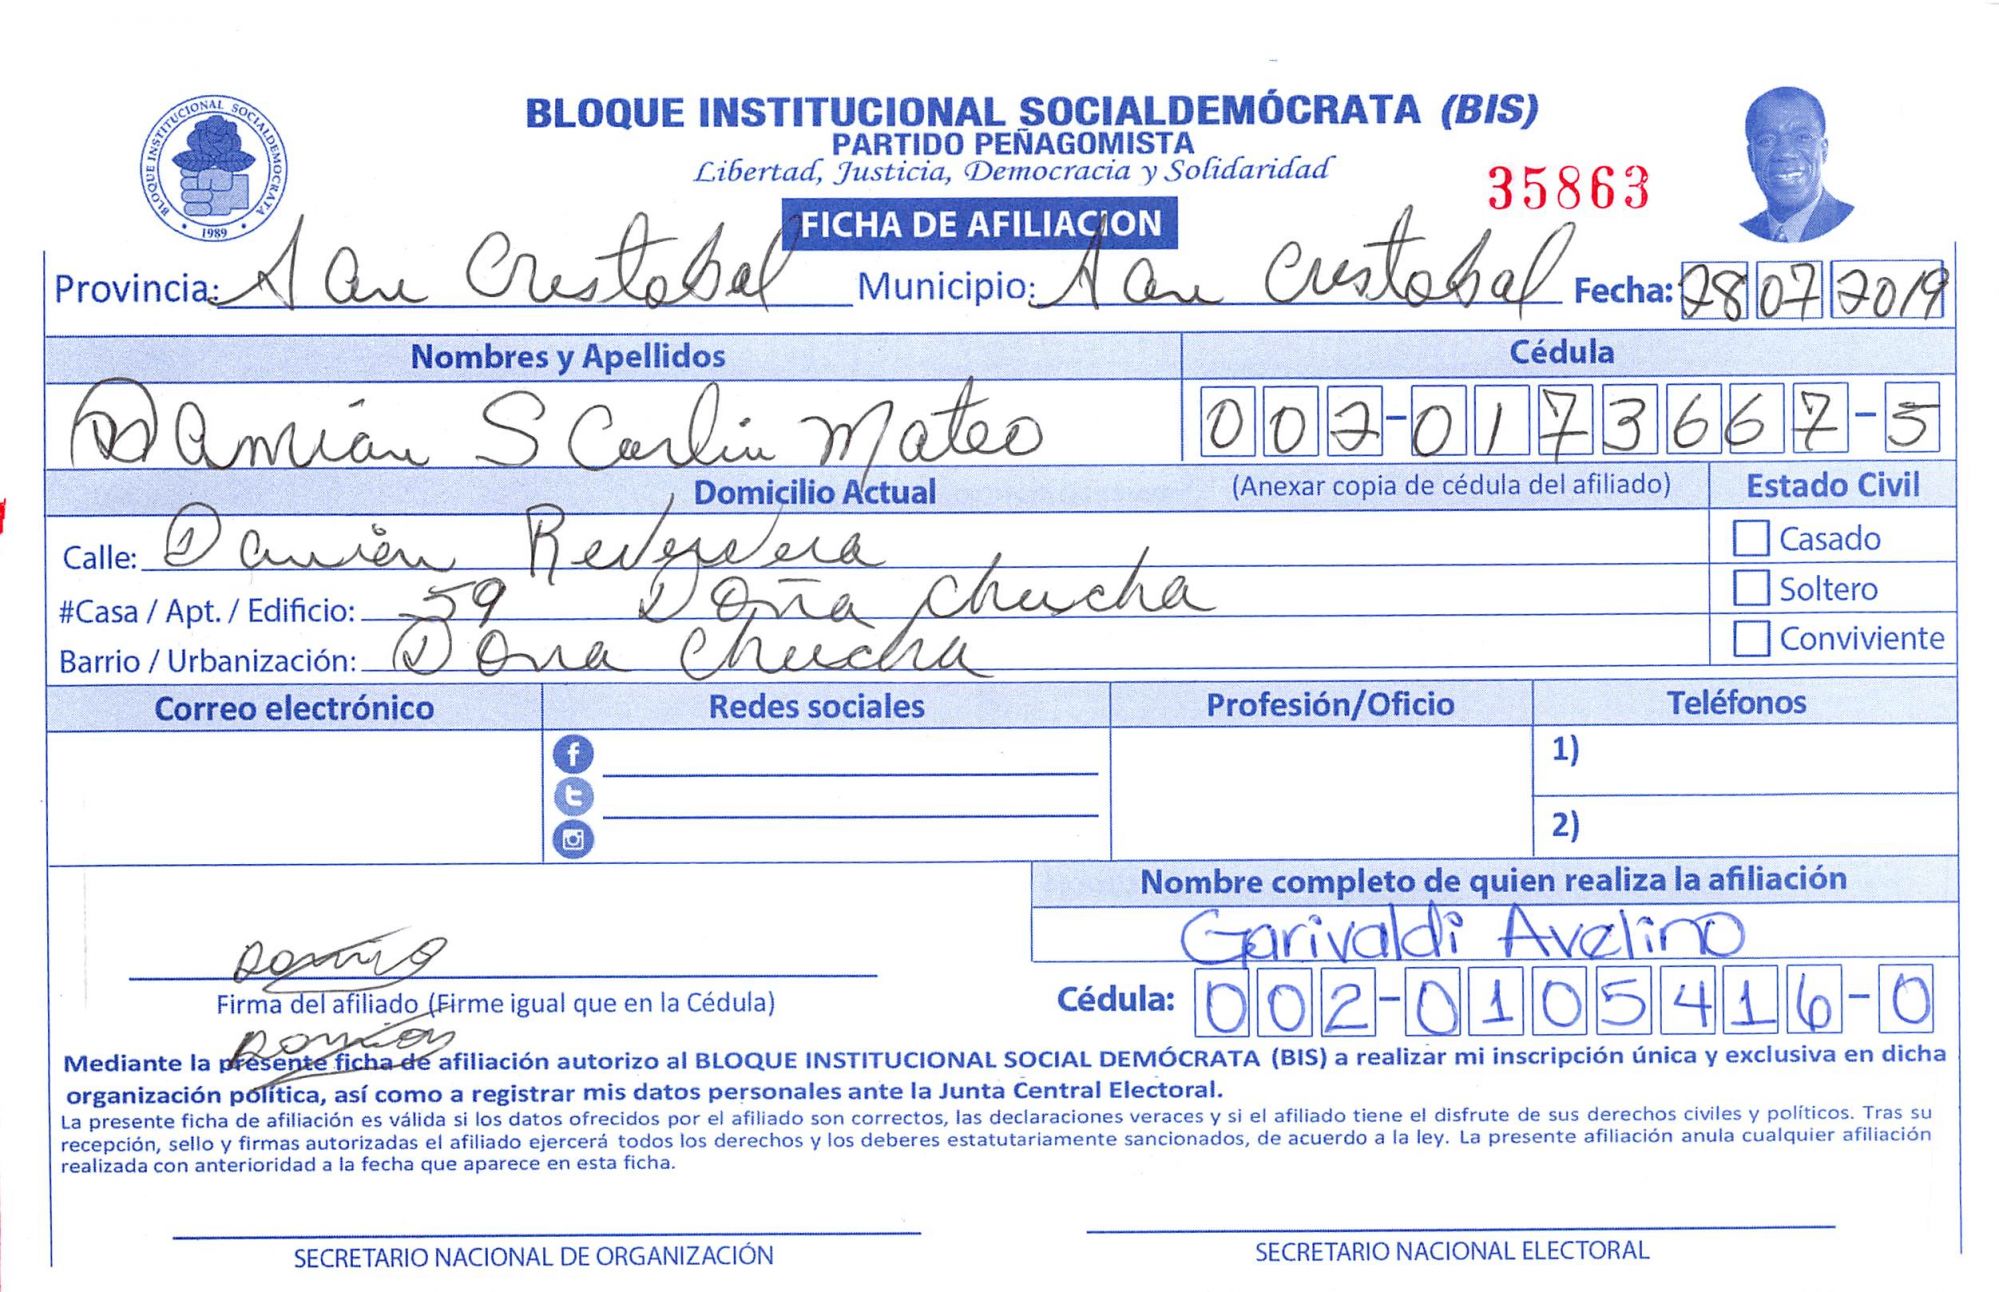 BLOQUE INSTITUCIONAL SOCIALDEMÓCRATA 1989
BLOQUE INSTITUCIONAL SOCIALDEMÓCRATA (BIS)
PARTIDO PEÑAGOMISTA
Libertad, Justicia, Democracia y Solidaridad
35863
FICHA DE AFILIACION
Provincia: San Cristobal Municipio: San Cristobal Fecha: 28 07 2019
Nombres y Apellidos Cédula
Damián S Carlin Mateo 002-0173667-5
Domicilio Actual (Anexar copia de cédula del afiliado) Estado Civil
Calle: Damián Casado
#Casa / Apt. / Edificio: 59 Doña Chucha Soltero
Barrio / Urbanización: Dona Chucha Conviviente
Correo electrónico Redes sociales Profesión/Oficio Teléfonos
1)
2)
Nombre completo de quien realiza la afiliación
Garivaldi Avelino
Firma del afiliado (Firme igual que en la Cédula) Cédula: 002-0105416-0
Mediante la presente ficha de afiliación autorizo al BLOQUE INSTITUCIONAL SOCIAL DEMÓCRATA (BIS) a realizar mi inscripción única y exclusiva en dicha
organización política, así como a registrar mis datos personales ante la Junta Central Electoral.
La presente ficha de afiliación es válida si los datos ofrecidos por el afiliado son correctos, las declaraciones veraces y si el afiliado tiene el disfrute de sus derechos civiles y políticos. Tras su
recepción, sello y firmas autorizadas el afiliado ejercerá todos los derechos y los deberes estatutariamente sancionados, de acuerdo a la ley. La presente afiliación anula cualquier afiliación
realizada con anterioridad a la fecha que aparece en esta ficha.
SECRETARIO NACIONAL DE ORGANIZACIÓN SECRETARIO NACIONAL ELECTORAL